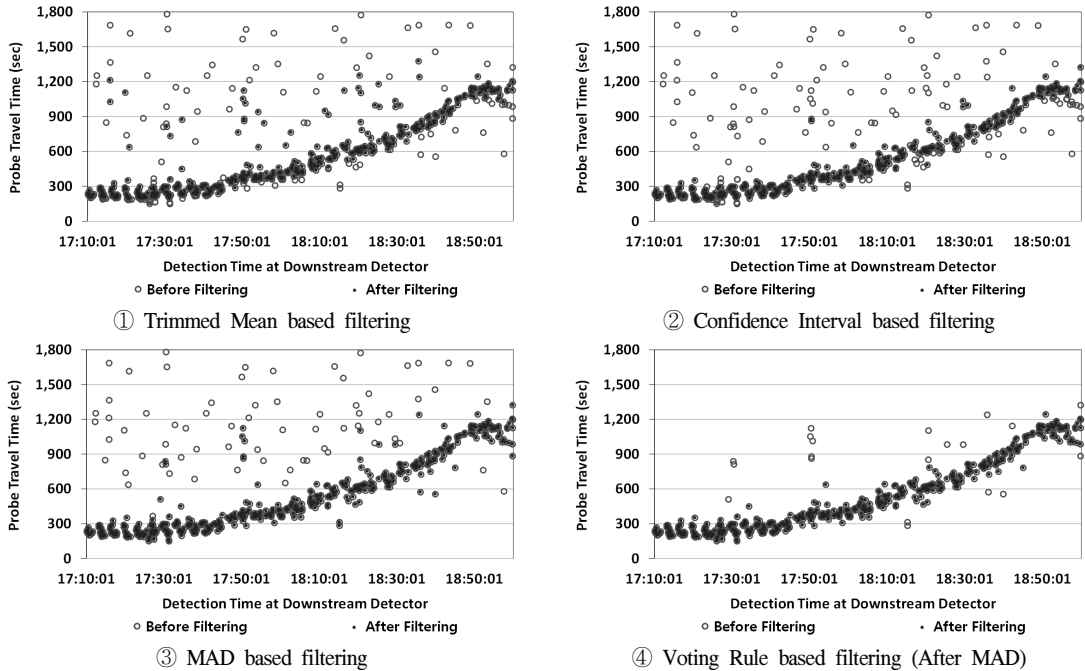 1,800
1,500
1,200
900
600
300
0
Probe Travel Time (sec)
17:10:01 17:30:01 17:50:01 18:10:01 18:30:01 18:50:01
Detection Time at Downstream Detector
Before Filtering After Filtering
① Trimmed Mean based filtering
1,800
1,500
1,200
900
600
300
0
Probe Travel Time (sec)
17:10:01 17:30:01 17:50:01 18:10:01 18:30:01 18:50:01
Detection Time at Downstream Detector
Before Filtering After Filtering
② Confidence Interval based filtering
1,800
1,500
1,200
900
600
300
0
Probe Travel Time (sec)
17:10:01 17:30:01 17:50:01 18:10:01 18:30:01 18:50:01
Detection Time at Downstream Detector
Before Filtering After Filtering
③ MAD based filtering
1,800
1,500
1,200
900
600
300
0
Probe Travel Time (sec)
17:10:01 17:30:01 17:50:01 18:10:01 18:30:01 18:50:01
Detection Time at Downstream Detector
Before Filtering After Filtering
④ Voting Rule based filtering (After MAD)